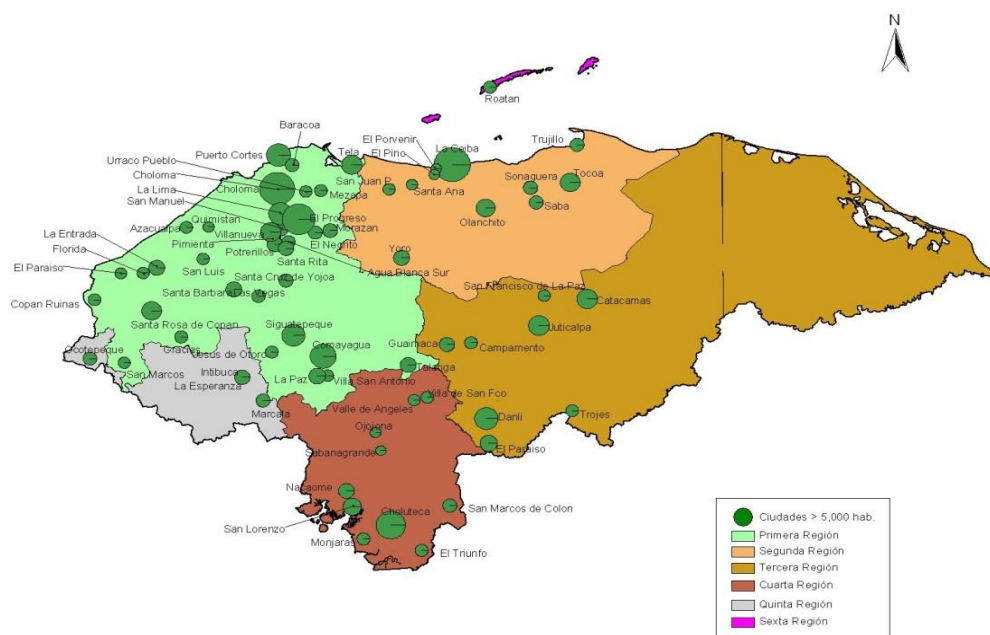 N
Roatan
Baracoa
El Porvenir
Trujillo
Puerto Cortes
Tela
El Pino
La Ceiba
Urraco Pueblo
Choloma
Choloma
San Juan P.
Santa Ana
Sonaguera
Tocoa
La Lima
Mezapa
San Manuel
Saba
Quimistan
El Progreso
Olanchito
Azacualpa
Villanueva
Morazan
La Entrada
Pimienta
El Negrito
Florida
Potrerillos
Santa Rita
Yoro
El Paraiso
San Luis
Santa Cruz de Yojoa
Agua Blanca Sur
San Francisco de La Paz
Copan Ruinas
Santa Barbara
Las Vegas
Catacamas
Santa Rosa de Copan
Siguatepeque
Juticalpa
Gracias
Jesus de Otoro
Comayagua
Guaimaca
Campamento
Ocotepeque
San Marcos
Intibuca
La Esperanza
La Paz
Villa San Antonio
Talanga
Marcala
Valle de Angeles
Villa de San Fco
Danli
Trojes
Ojojona
Sabanagrande
El Paraiso
Nacaome
San Lorenzo
Choluteca
San Marcos de Colon
Monjaras
El Triunfo
Ciudades > 5,000 hab.
Primera Región
Segunda Región
Tercera Región
Cuarta Región
Quinta Región
Sexta Región